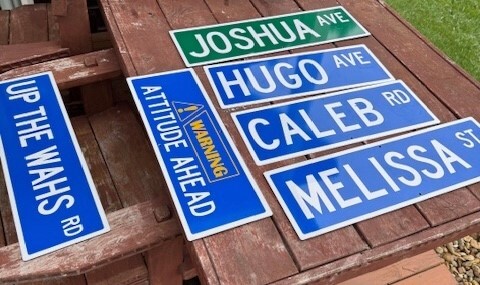 JOSHUA AVE
HUGO AVE
CALEB RD
MELISSA ST
WARNING
ATTITUDE AHEAD
UP THE WAHS RD